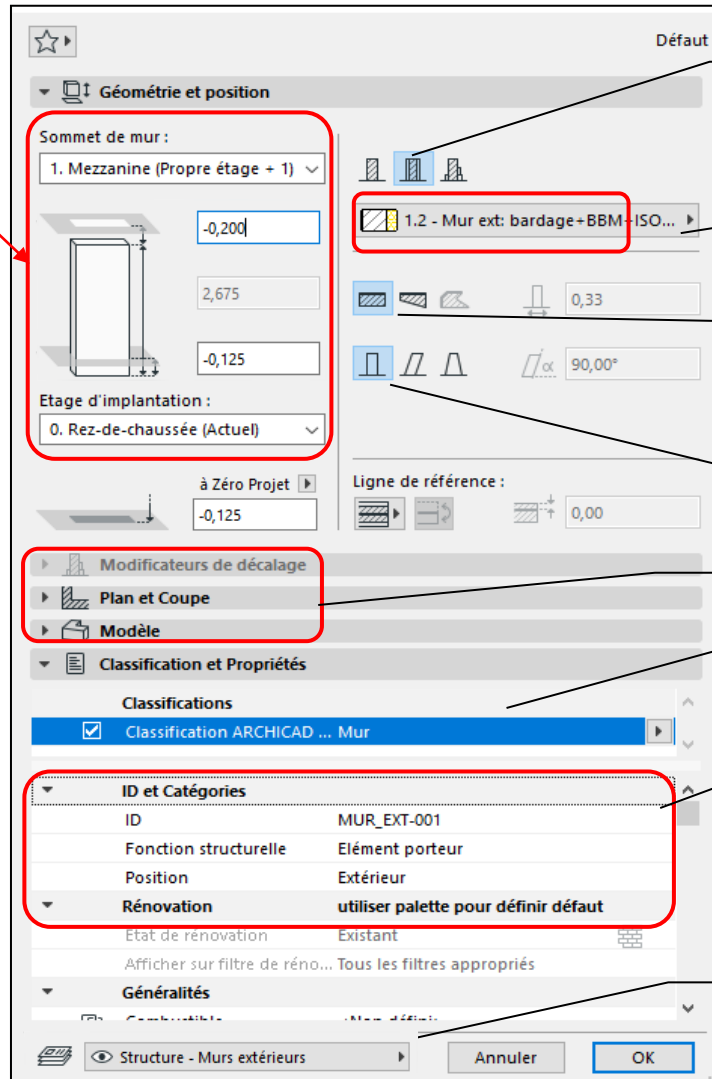 Défaut
Géométrie et position
Sommet de mur :
1. Mezzanine (Propre étage + 1)
-0,200
1.2 - Mur ext: bardage+BBM+ISO...
2,675
0,33
-0,125
α 90,00°
Etage d'implantation :
0. Rez-de-chaussée (Actuel)
à Zéro Projet
Ligne de référence :
-0,125
0,00
Modificateurs de décalage
Plan et Coupe
Modèle
Classification et Propriétés
Classifications
Classification ARCHICAD ... Mur
ID et Catégories
ID MUR_EXT-001
Fonction structurelle Elément porteur
Position Extérieur
Rénovation utiliser palette pour définir défaut
Etat de rénovation Existant
Afficher sur filtre de réno... Tous les filtres appropriés
Généralités
Structure - Murs extérieurs
Annuler
OK